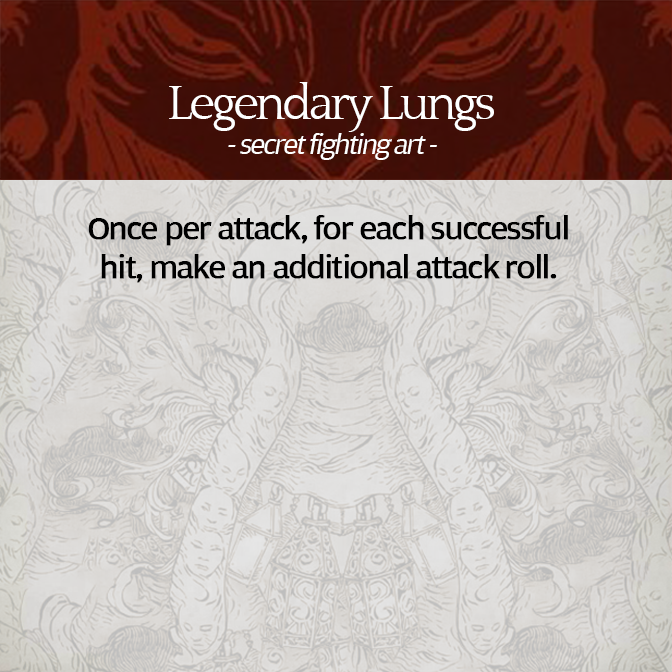 Legendary Lungs
- secret fighting art -
Once per attack, for each successful
hit, make an additional attack roll.